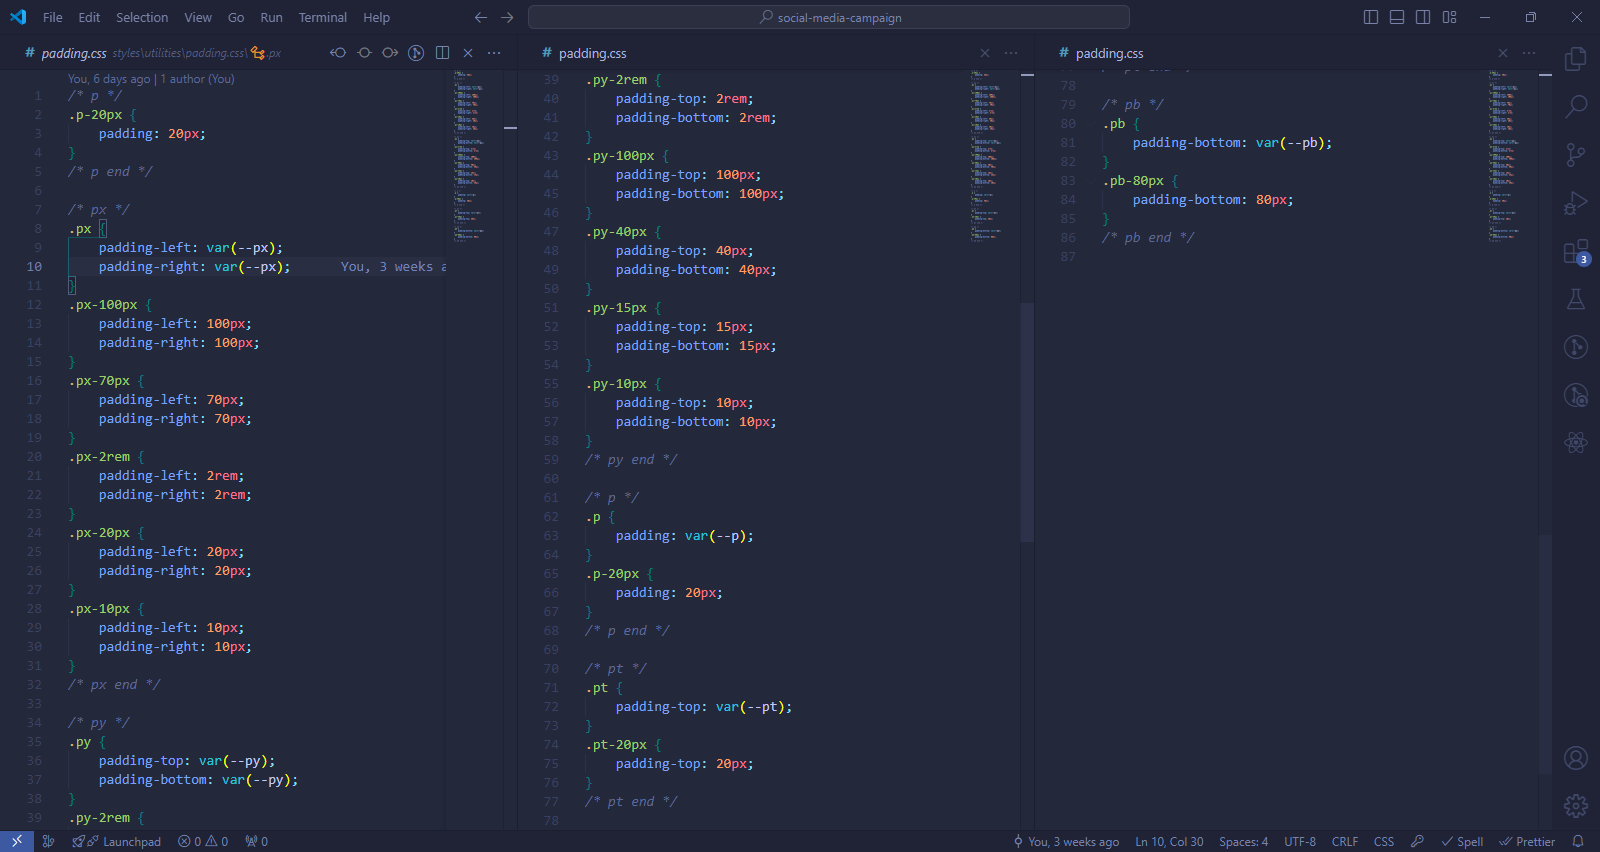 File Edit Selection View Go Run Terminal Help
social-media-campaign
# padding.css styles\utilities\padding.css\ .px
You, 6 days ago | 1 author (You)
1 /* p */
2 .p-20px {
3 padding: 20px;
4 }
5 /* p end */
6
7 /* px */
8 .px {
9 padding-left: var(--px);
10 padding-right: var(--px); You, 3 weeks a
11 }
12 .px-100px {
13 padding-left: 100px;
14 padding-right: 100px;
15 }
16 .px-70px {
17 padding-left: 70px;
18 padding-right: 70px;
19 }
20 .px-2rem {
21 padding-left: 2rem;
22 padding-right: 2rem;
23 }
24 .px-20px {
25 padding-left: 20px;
26 padding-right: 20px;
27 }
28 .px-10px {
29 padding-left: 10px;
30 padding-right: 10px;
31 }
32 /* px end */
33
34 /* py */
35 .py {
36 padding-top: var(--py);
37 padding-bottom: var(--py);
38 }
39 .py-2rem {
# padding.css
39 .py-2rem {
40 padding-top: 2rem;
41 padding-bottom: 2rem;
42 }
43 .py-100px {
44 padding-top: 100px;
45 padding-bottom: 100px;
46 }
47 .py-40px {
48 padding-top: 40px;
49 padding-bottom: 40px;
50 }
51 .py-15px {
52 padding-top: 15px;
53 padding-bottom: 15px;
54 }
55 .py-10px {
56 padding-top: 10px;
57 padding-bottom: 10px;
58 }
59 /* py end */
60
61 /* p */
62 .p {
63 padding: var(--p);
64 }
65 .p-20px {
66 padding: 20px;
67 }
68 /* p end */
69
70 /* pt */
71 .pt {
72 padding-top: var(--pt);
73 }
74 .pt-20px {
75 padding-top: 20px;
76 }
77 /* pt end */
78
# padding.css
77 /* pt end */
78
79 /* pb */
80 .pb {
81 padding-bottom: var(--pb);
82 }
83 .pb-80px {
84 padding-bottom: 80px;
85 }
86 /* pb end */
87
3
Launchpad 0 0 0
You, 3 weeks ago Ln 10, Col 30 Spaces: 4 UTF-8 CRLF CSS Spell Prettier